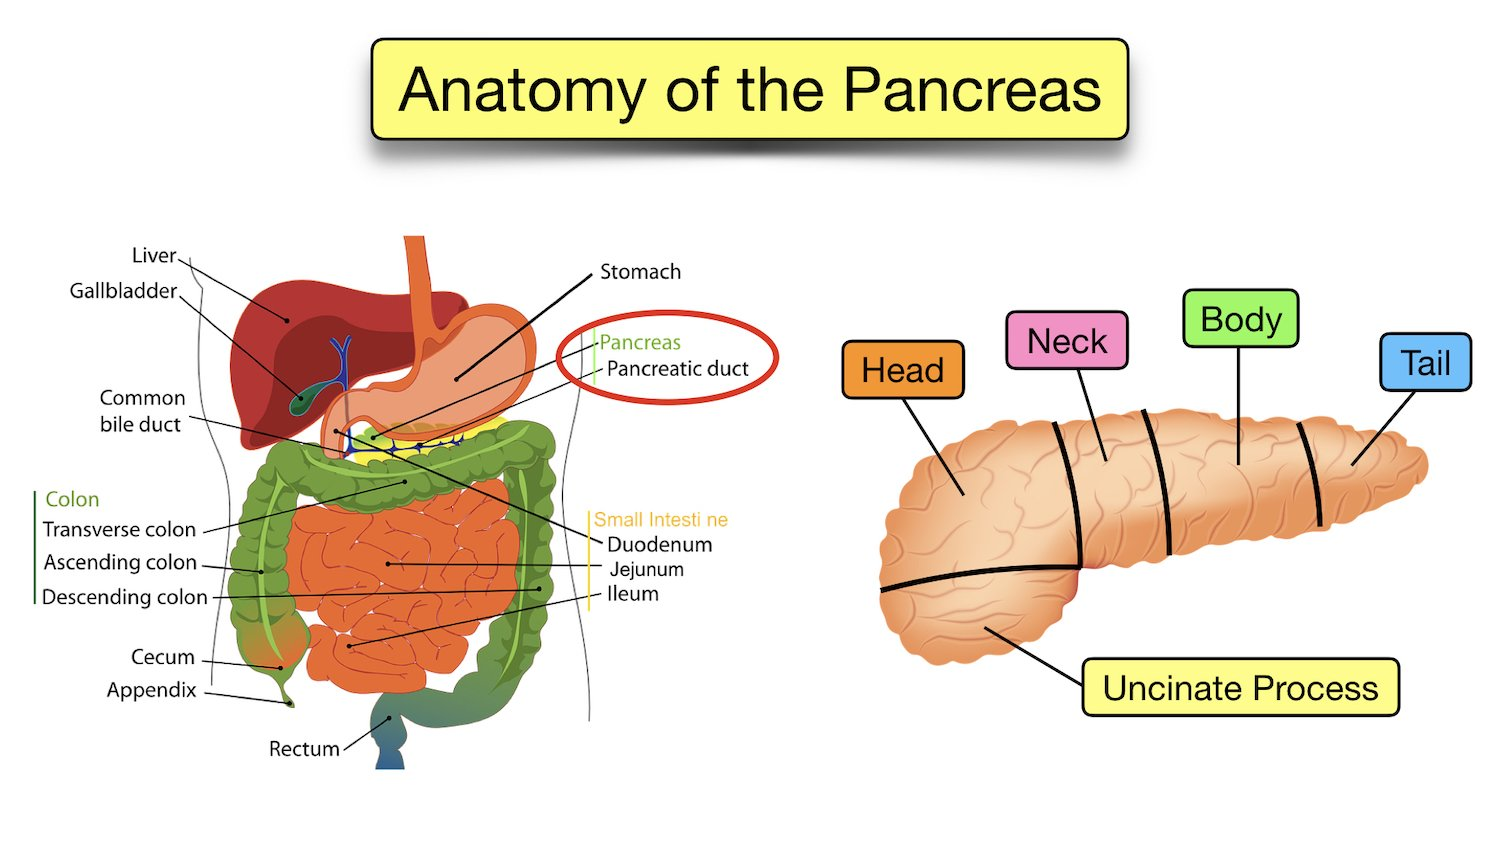 Anatomy of the Pancreas
Liver
Gallbladder
Common
bile duct
Colon
Transverse colon
Ascending colon
Descending colon
Cecum
Appendix
Rectum
Stomach
Pancreas
Pancreatic duct
Small Intesti ne
Duodenum
Jejunum
Ileum
Head
Neck
Body
Tail
Uncinate Process